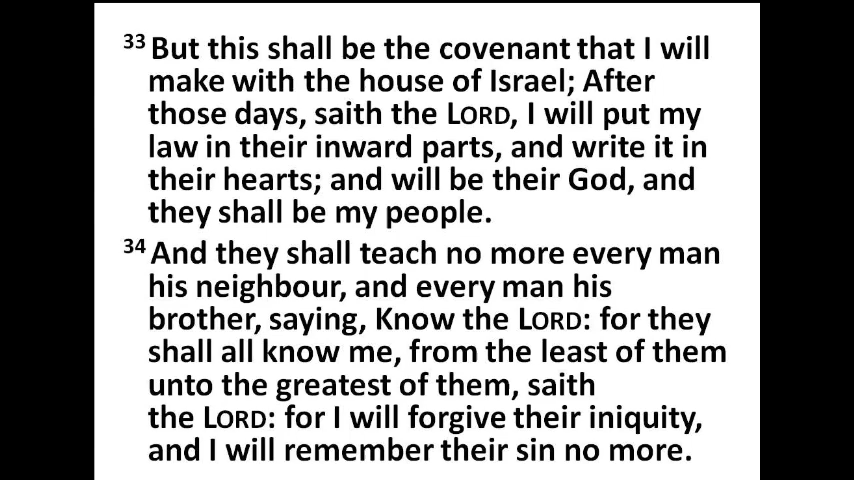 33 But this shall be the covenant that I will
make with the house of Israel; After
those days, saith the LORD, I will put my
law in their inward parts, and write it in
their hearts; and will be their God, and
they shall be my people.
34 And they shall teach no more every man
his neighbour, and every man his
brother, saying, Know the LORD: for they
shall all know me, from the least of them
unto the greatest of them, saith
the LORD: for I will forgive their iniquity,
and I will remember their sin no more.